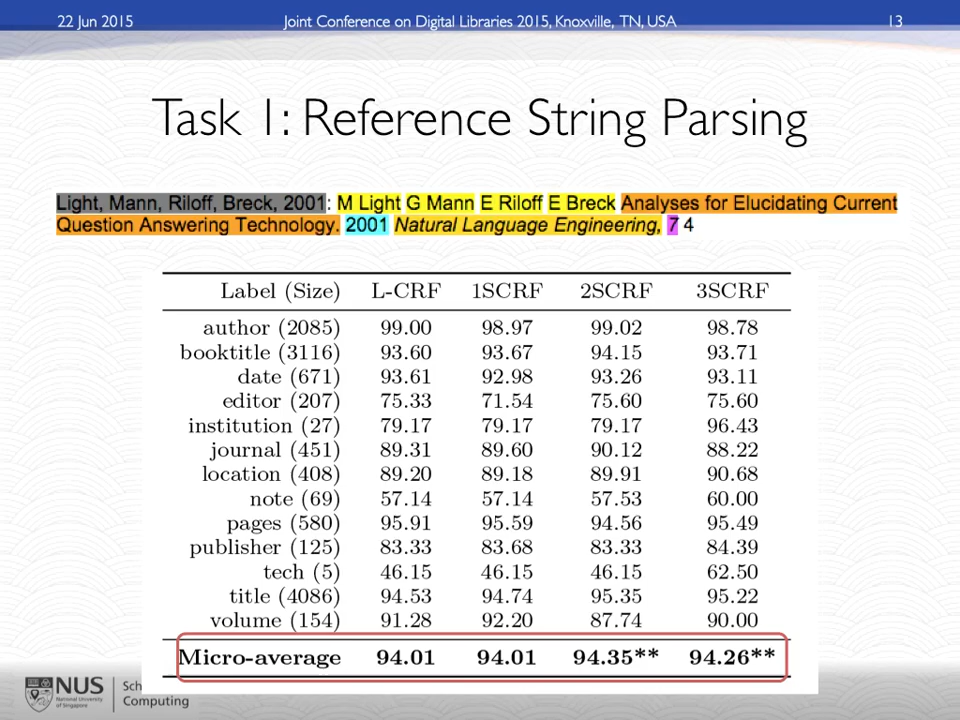 22 Jun 2015 Joint Conference on Digital Libraries 2015, Knoxville, TN, USA 13
Task 1: Reference String Parsing
Light, Mann, Riloff, Breck, 2001: M Light G Mann E Riloff E Breck Analyses for Elucidating Current
Question Answering Technology. 2001 Natural Language Engineering, 7 4
Label (Size) L-CRF 1SCRF 2SCRF 3SCRF
author (2085) 99.00 98.97 99.02 98.78
booktitle (3116) 93.60 93.67 94.15 93.71
date (671) 93.61 92.98 93.26 93.11
editor (207) 75.33 71.54 75.60 75.60
institution (27) 79.17 79.17 79.17 96.43
journal (451) 89.31 89.60 90.12 88.22
location (408) 89.20 89.18 89.91 90.68
note (69) 57.14 57.14 57.53 60.00
pages (580) 95.91 95.59 94.56 95.49
publisher (125) 83.33 83.68 83.33 84.39
tech (5) 46.15 46.15 46.15 62.50
title (4086) 94.53 94.74 95.35 95.22
volume (154) 91.28 92.20 87.74 90.00
Micro-average 94.01 94.01 94.35** 94.26**
NUS
National University
of Singapore
Sch
Computing